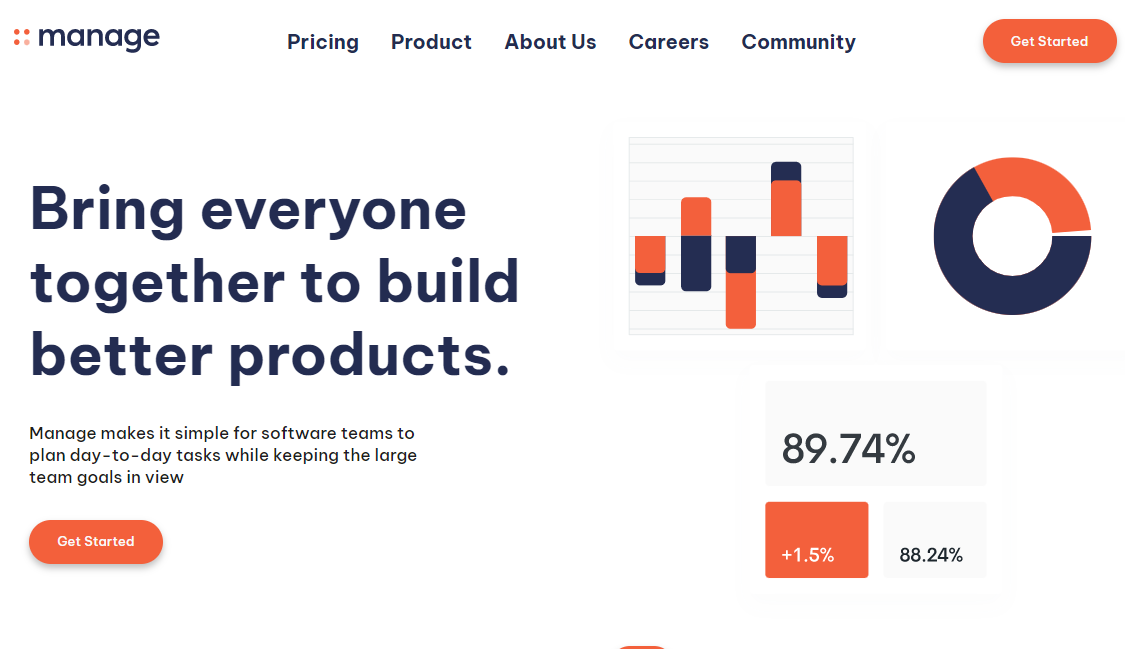 manage
Pricing
Product
About Us
Careers
Community
Get Started
Bring everyone
together to build
better products.
Manage makes it simple for software teams to
plan day-to-day tasks while keeping the large
team goals in view
Get Started
89.74%
+1.5%
88.24%